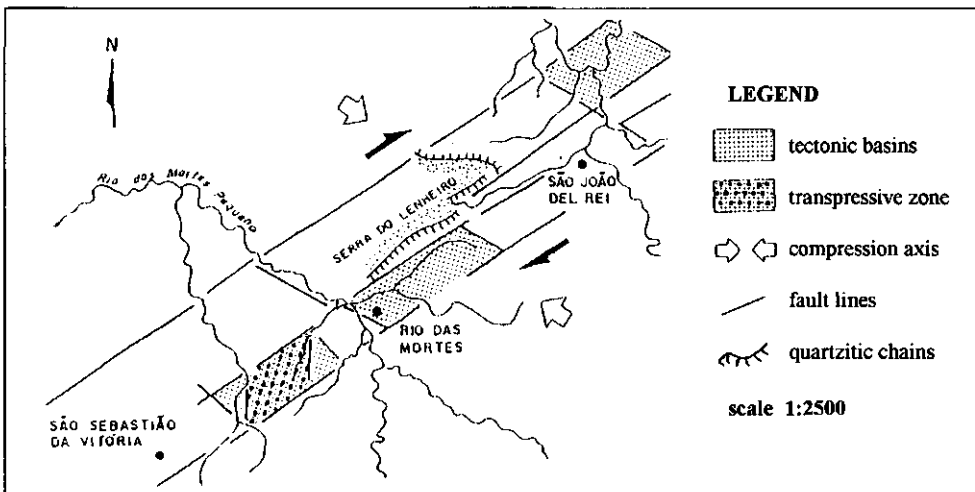 N
Rio das Mortes Pequeno
SERRA DO LENHEIRO
SÃO JOÃO
DEL REI
RIO DAS
MORTES
SÃO SEBASTIÃO
DA VITÓRIA
LEGEND
tectonic basins
transpressive zone
compression axis
fault lines
quartzitic chains
scale 1:2500